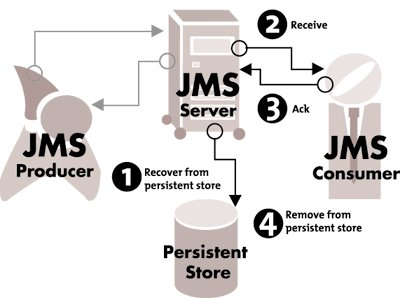 2 Receive
JMS
Server
3 Ack
JMS
Producer
JMS
Consumer
1 Recover from
persistent store
4 Remove from
persistent store
Persistent
Store